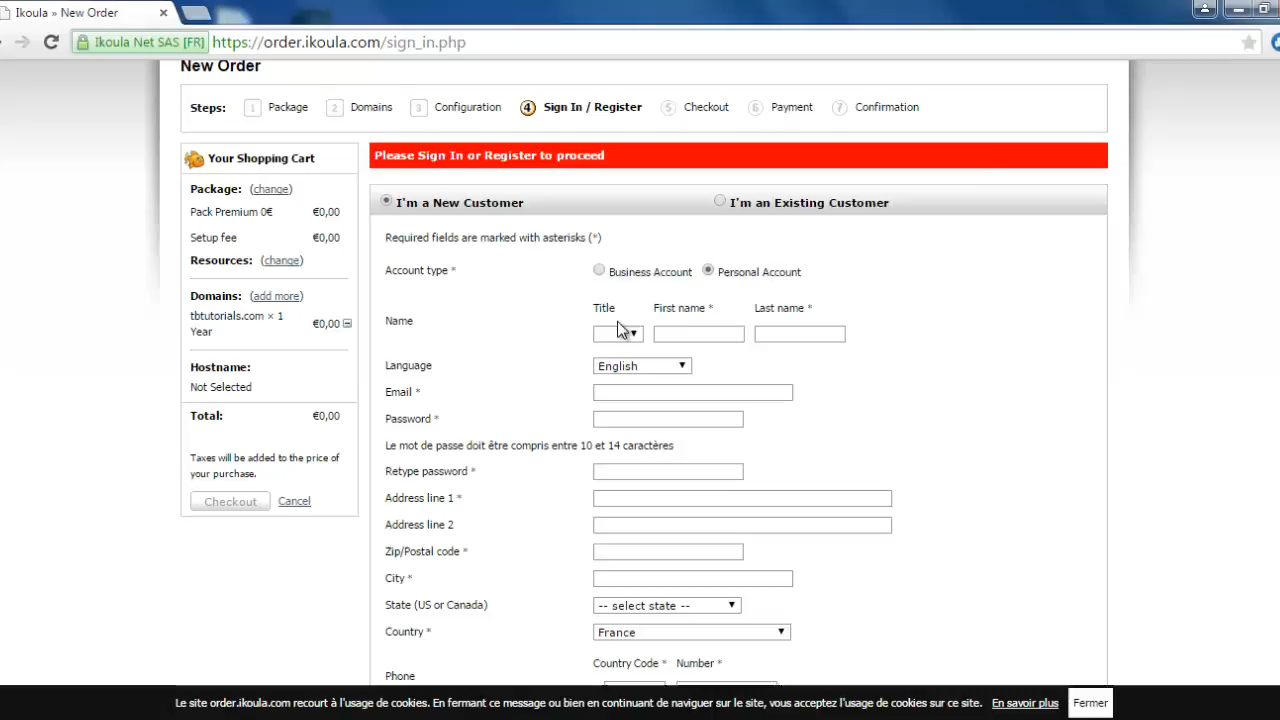 Ikoula » New Order
Ikoula Net SAS [FR] https://order.ikoula.com/sign_in.php
New Order
Steps: 1 Package 2 Domains 3 Configuration 4 Sign In / Register 5 Checkout 6 Payment 7 Confirmation
Your Shopping Cart
Package: (change)
Pack Premium 0€ €0,00
Setup fee €0,00
Resources: (change)
Domains: (add more)
tbtutorials.com × 1 €0,00
Year
Hostname:
Not Selected
Total: €0,00
Taxes will be added to the price of
your purchase.
Checkout Cancel
Please Sign In or Register to proceed
I'm a New Customer I'm an Existing Customer
Required fields are marked with asterisks (*)
Account type * Business Account Personal Account
Title First name * Last name *
Name
Language English
Email *
Password *
Le mot de passe doit être compris entre 10 et 14 caractères
Retype password *
Address line 1 *
Address line 2
Zip/Postal code *
City *
State (US or Canada) -- select state --
Country * France
Country Code * Number *
Phone
Le site order.ikoula.com recourt à l'usage de cookies. En fermant ce message ou bien en continuant de naviguer sur le site, vous acceptez l'usage de cookies sur ce site. En savoir plus Fermer